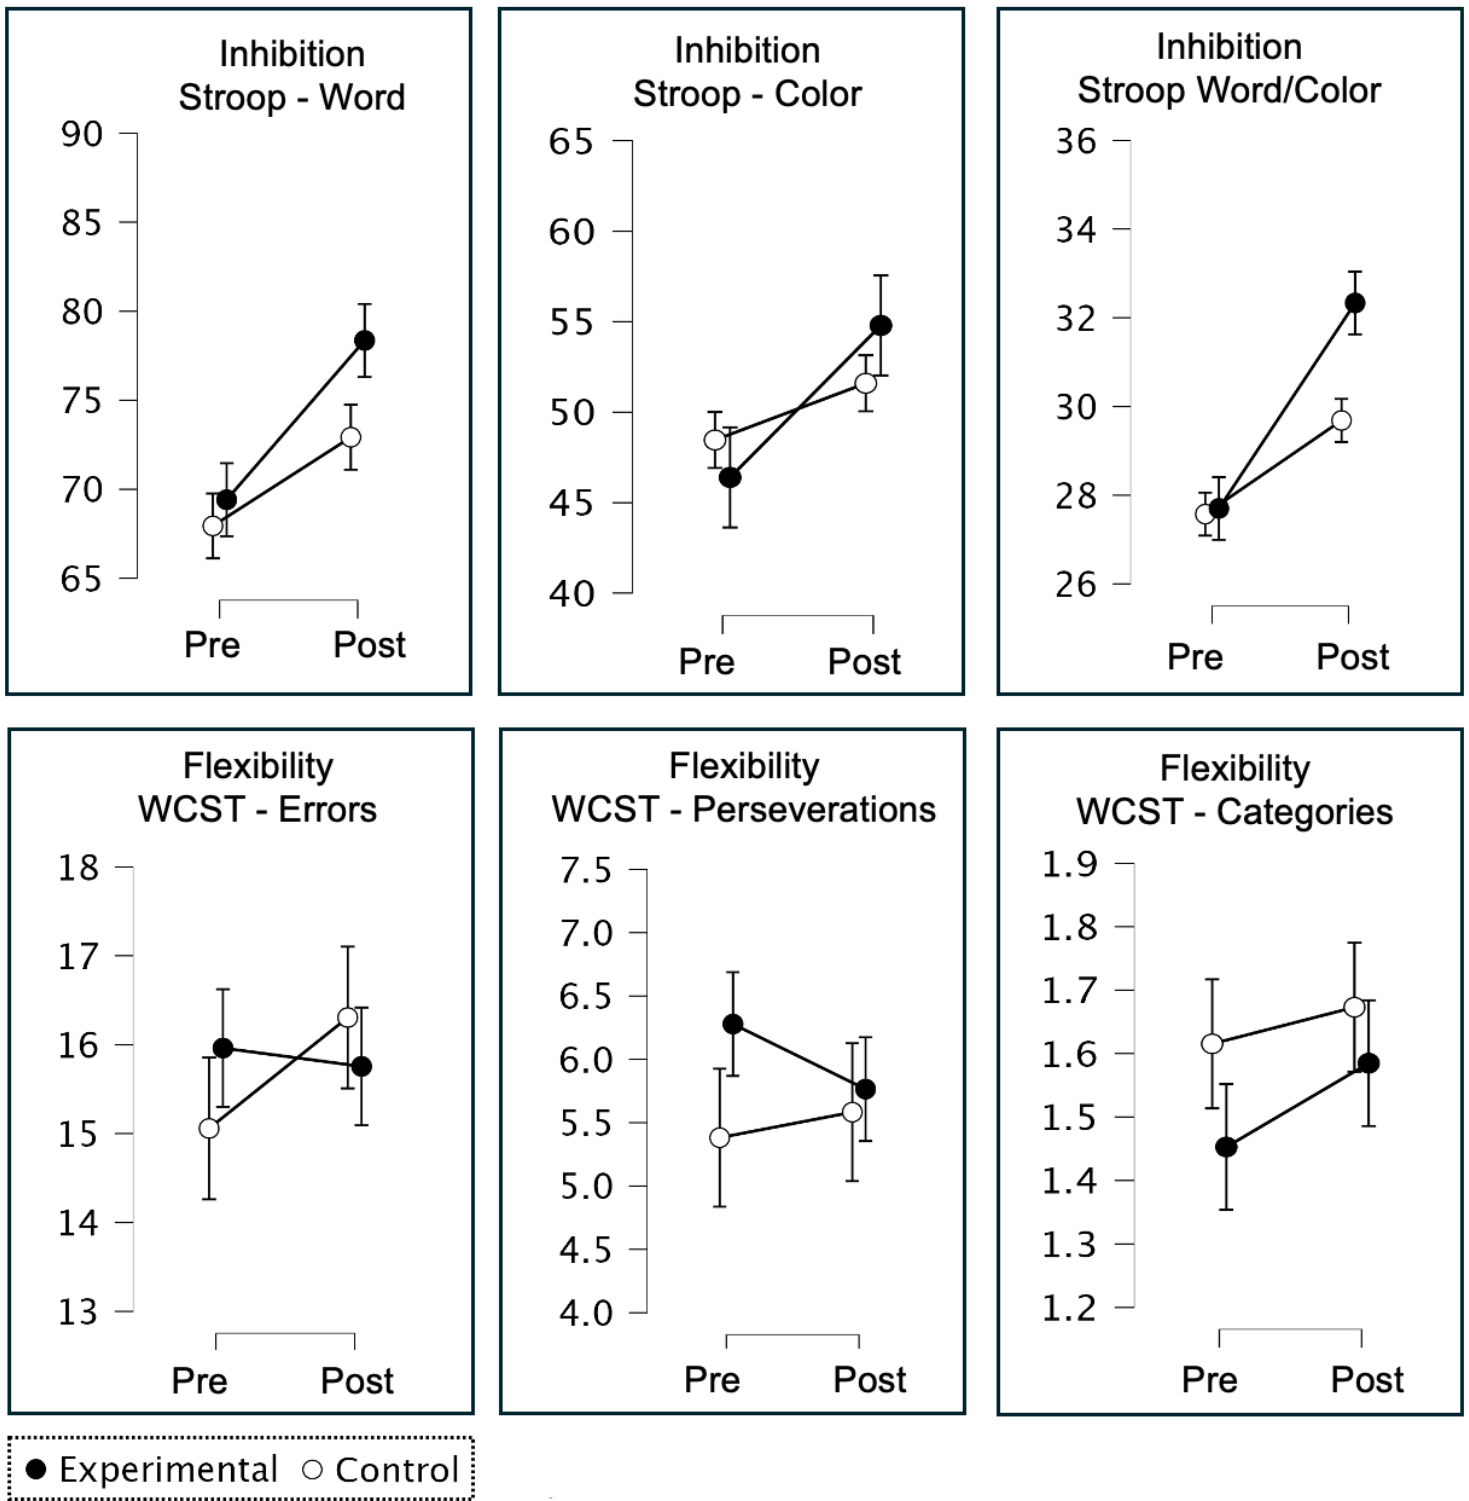 Inhibition
Stroop - Word
90
85
80
75
70
65
Pre Post
Inhibition
Stroop - Color
65
60
55
50
45
40
Pre Post
Inhibition
Stroop Word/Color
36
34
32
30
28
26
Pre Post
Flexibility
WCST - Errors
18
17
16
15
14
13
Pre Post
Flexibility
WCST - Perseverations
7.5
7.0
6.5
6.0
5.5
5.0
4.5
4.0
Pre Post
Flexibility
WCST - Categories
1.9
1.8
1.7
1.6
1.5
1.4
1.3
1.2
Pre Post
Experimental Control